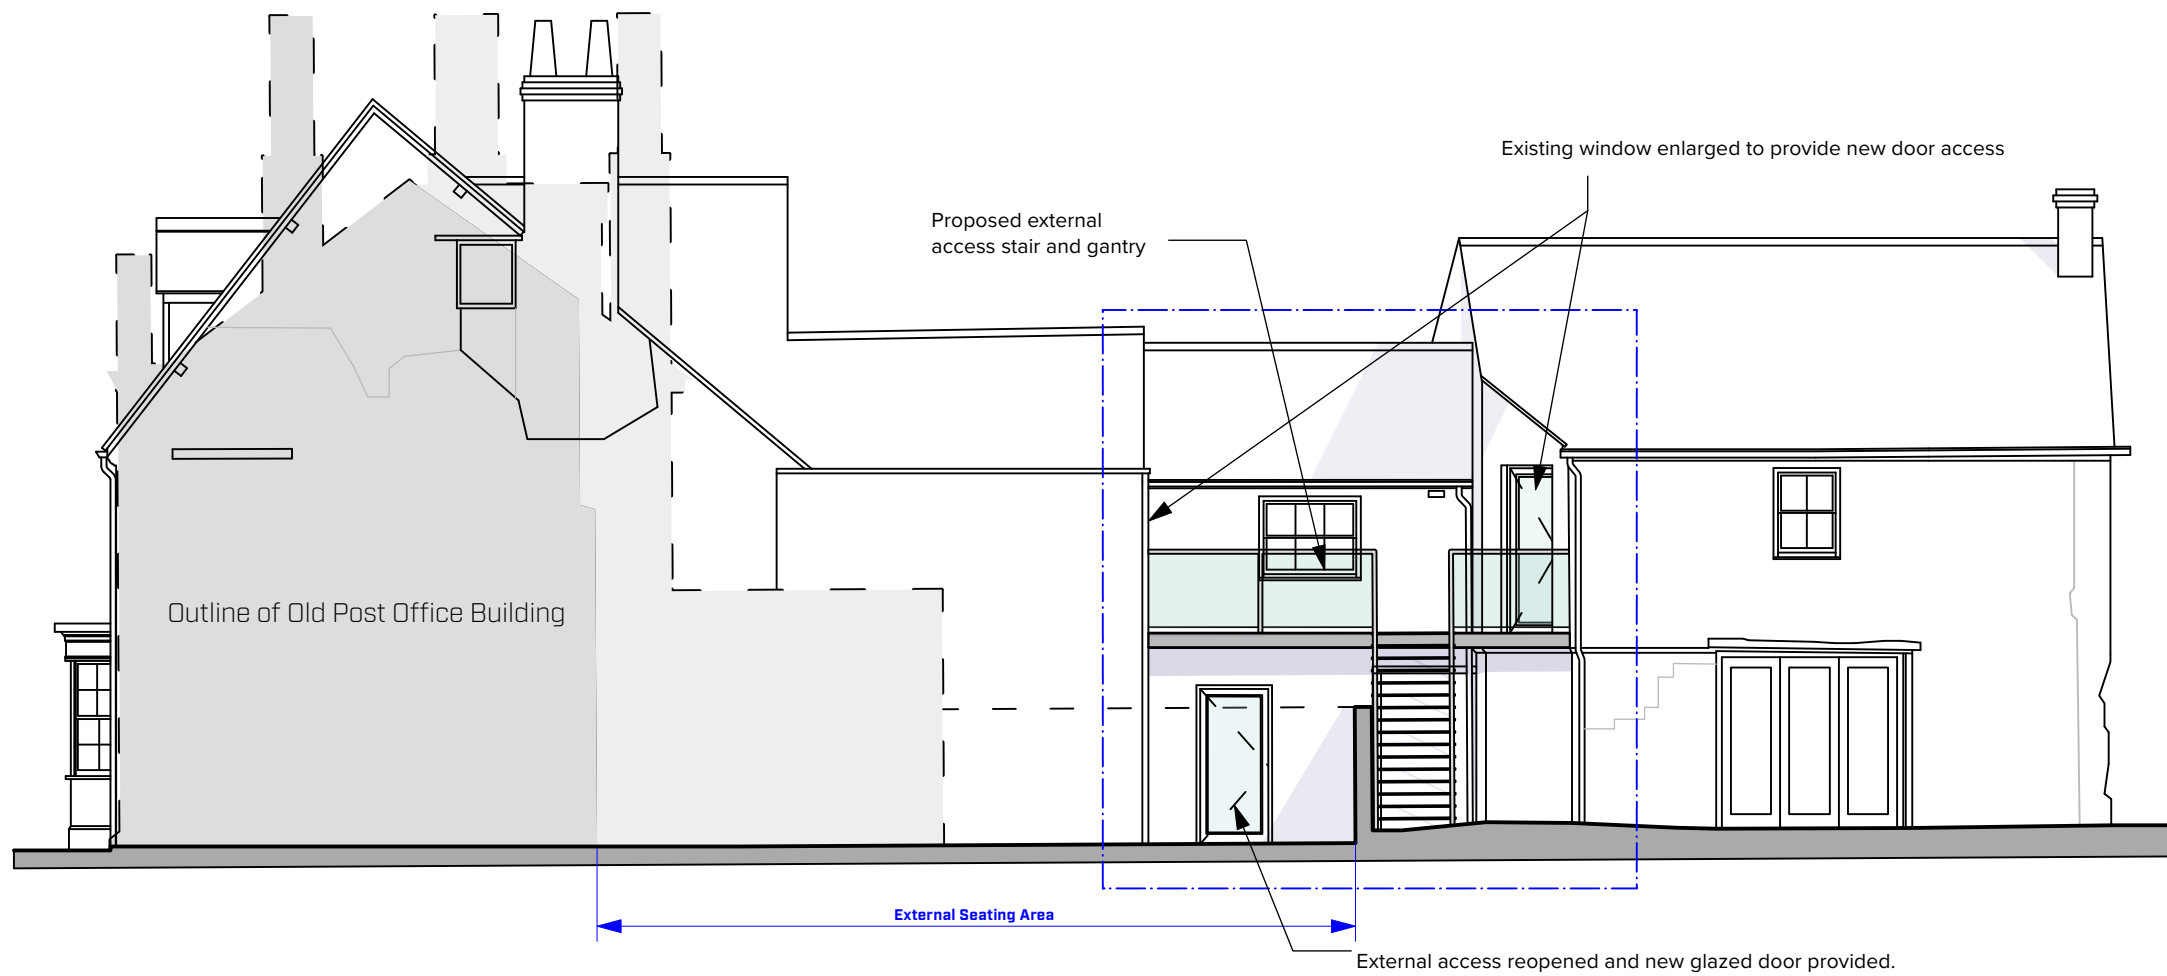 Existing window enlarged to provide new door access
Proposed external
access stair and gantry
Outline of Old Post Office Building
External Seating Area
External access reopened and new glazed door provided.